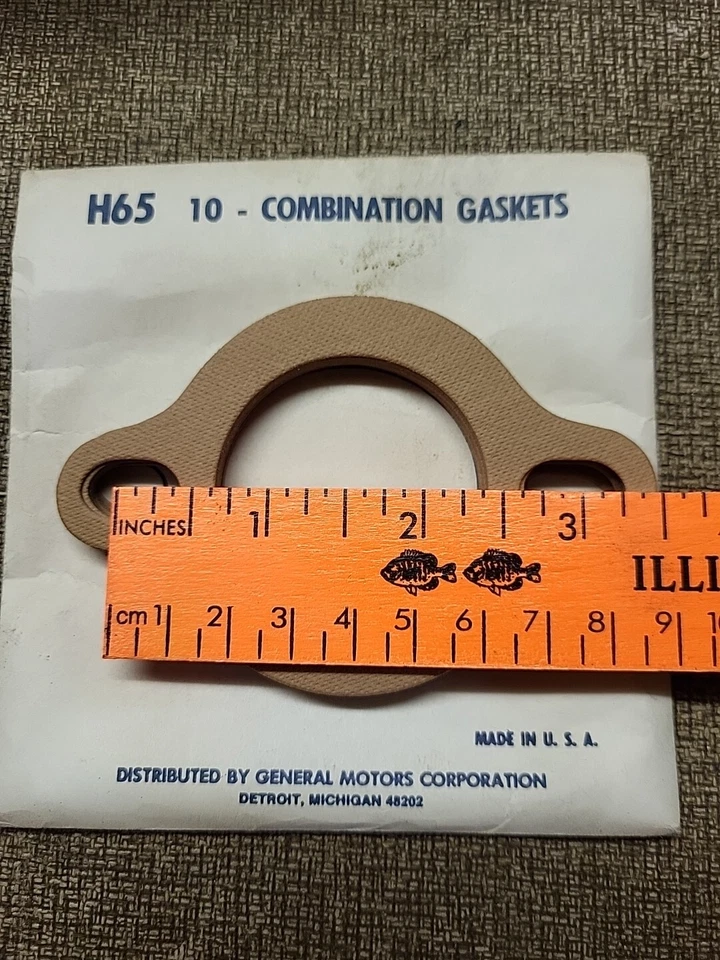 H65 10 - COMBINATION GASKETS
INCHES 1 2 3
ILLI
cm 1 2 3 4 5 6 7 8 9 10
MADE IN U. S. A.
DISTRIBUTED BY GENERAL MOTORS CORPORATION
DETROIT, MICHIGAN 48202